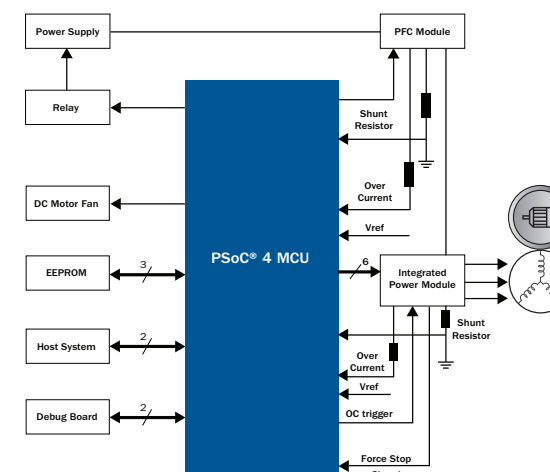 Power Supply
PFC Module
Relay
Shunt
Resistor
DC Motor Fan
Over
Current
Vref
PSoC® 4 MCU
EEPROM
3
6
Integrated
Power Module
Host System
2
Shunt
Resistor
Over
Current
Vref
Debug Board
2
OC trigger
Force Stop